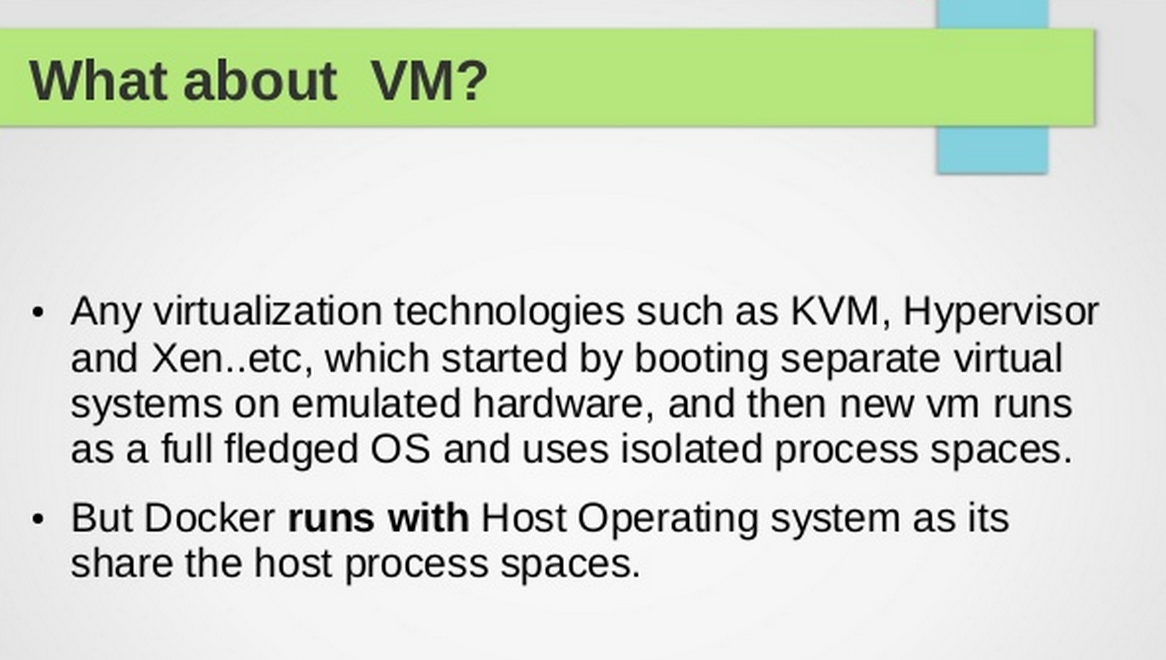 What about  VM?
• Any virtualization technologies such as KVM, Hypervisor
and Xen..etc, which started by booting separate virtual
systems on emulated hardware, and then new vm runs
as a full fledged OS and uses isolated process spaces.
• But Docker runs with Host Operating system as its
share the host process spaces.